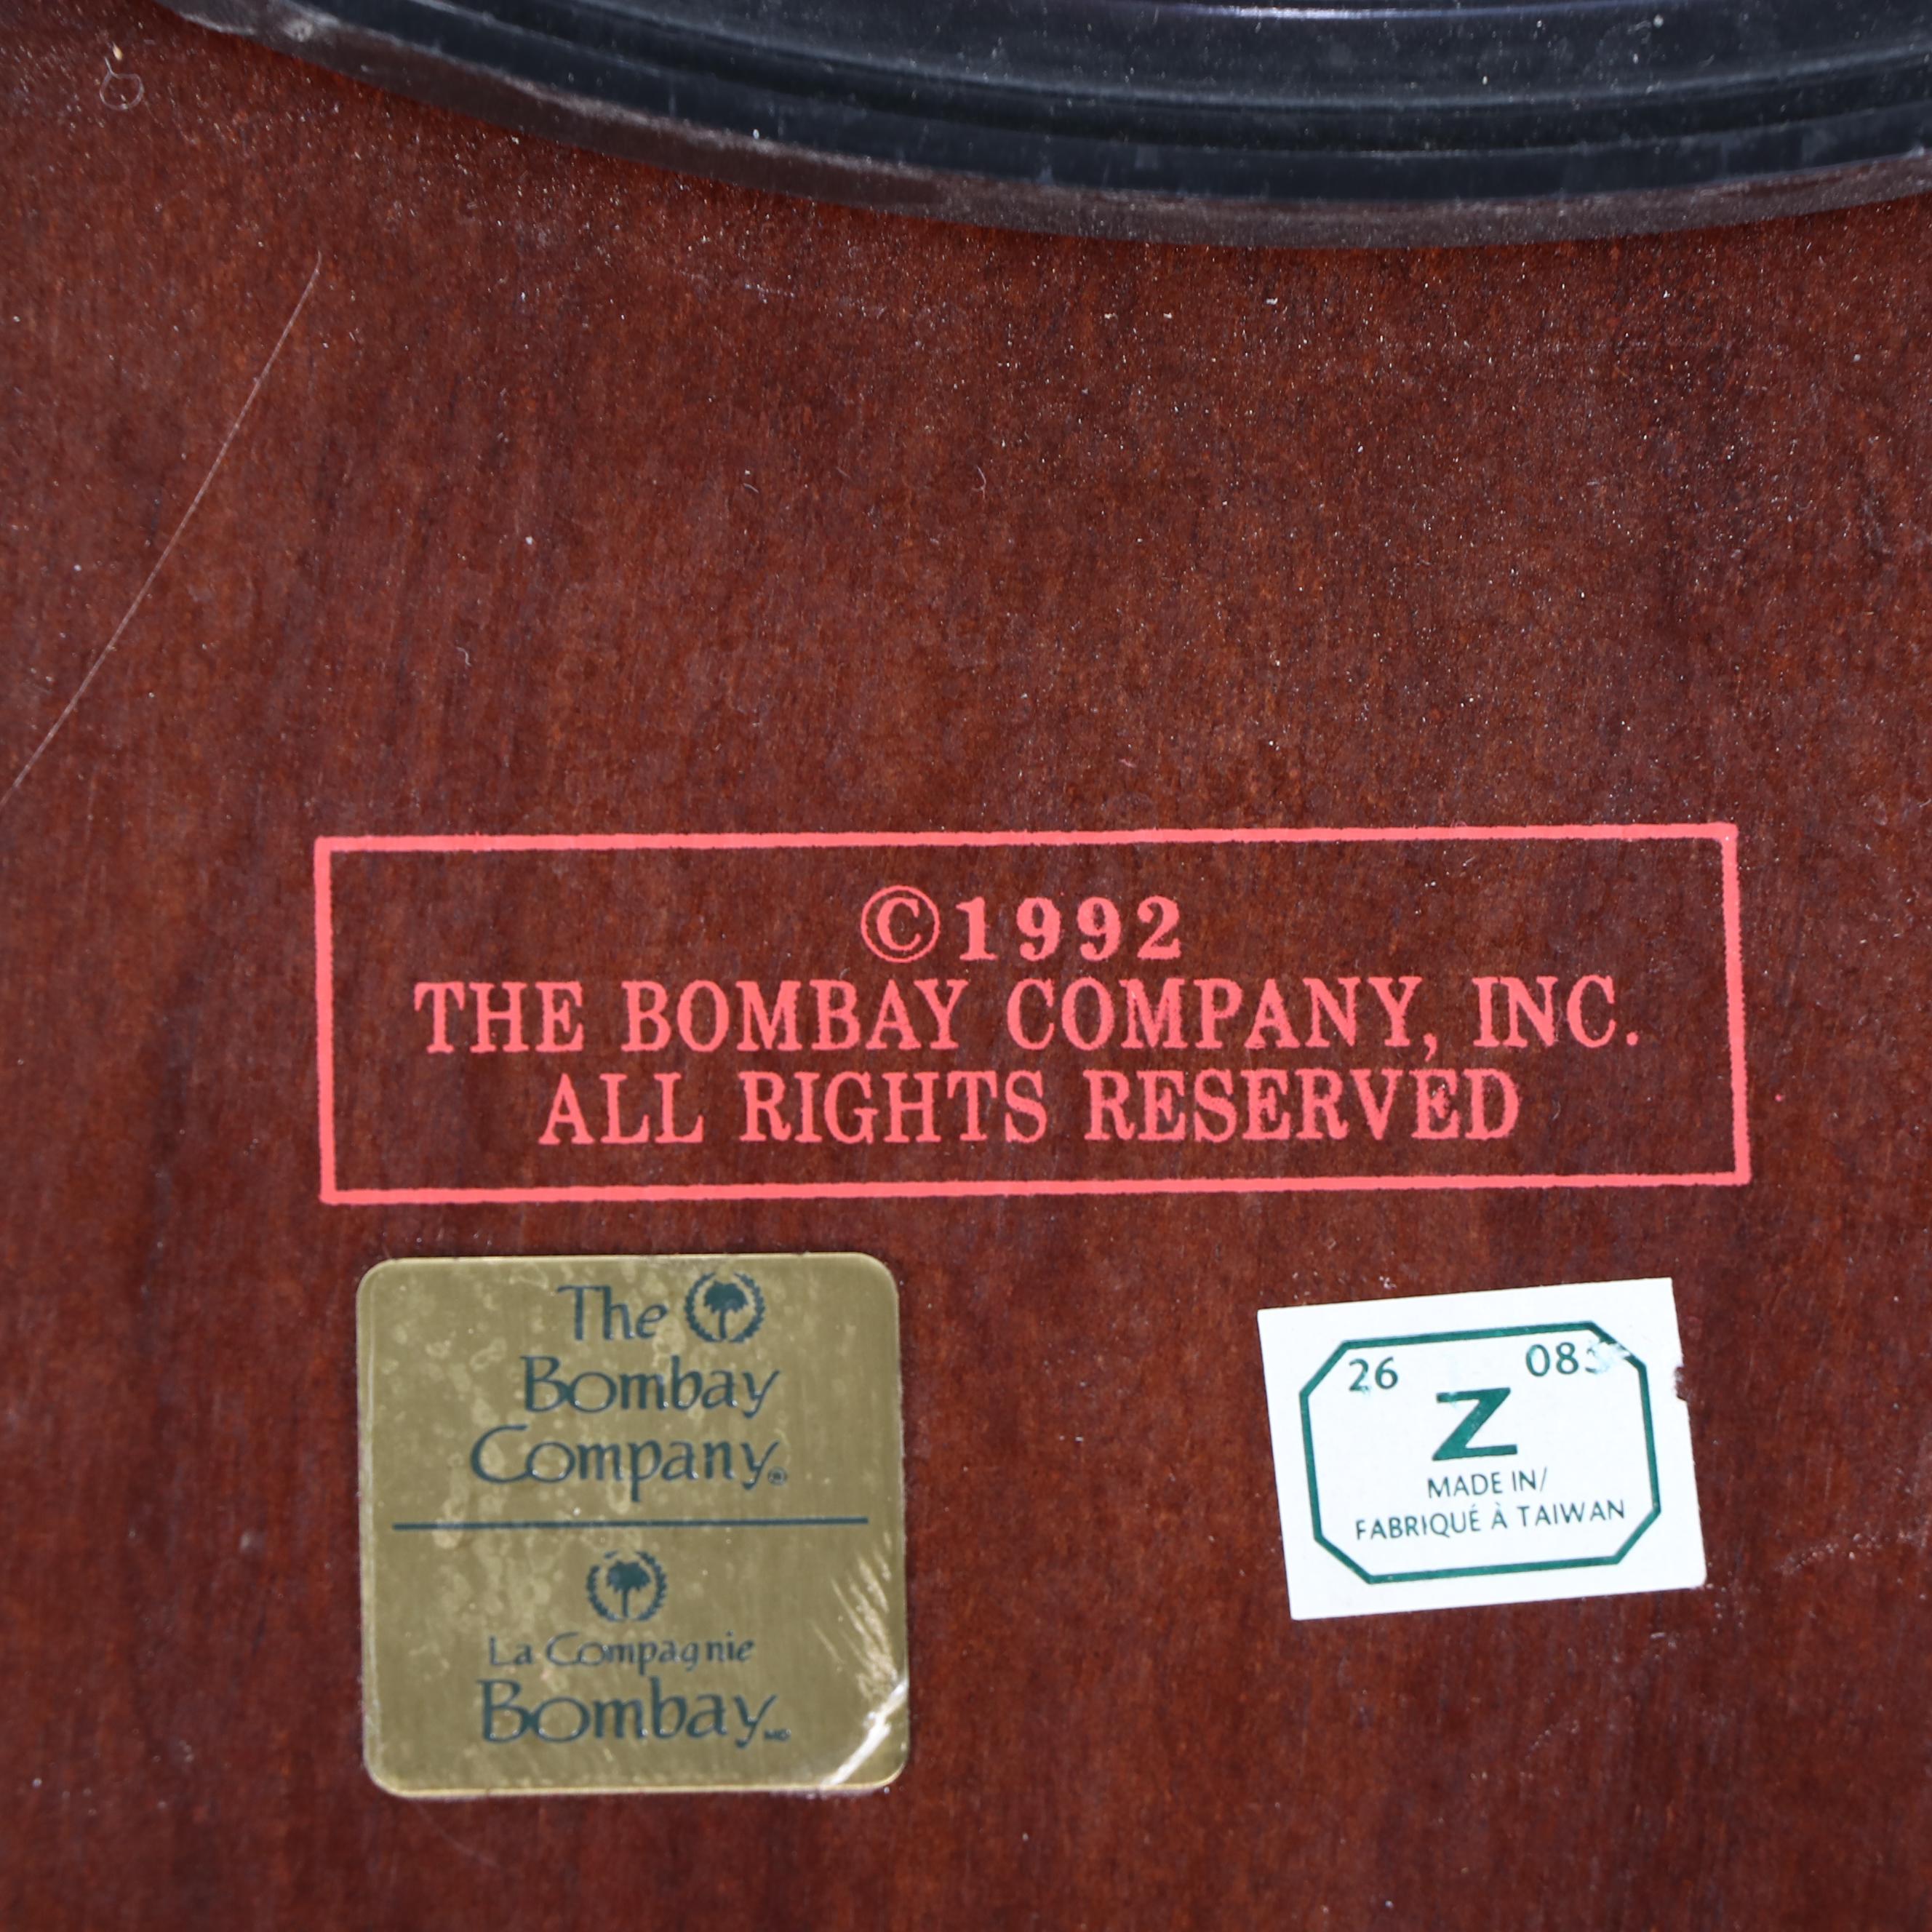 ©1992
THE BOMBAY COMPANY, INC.
ALL RIGHTS RESERVED
The
Bombay
Company®
La Compagnie
Bombay MD
26
Z
MADE IN/
FABRIQUÉ À TAIWAN